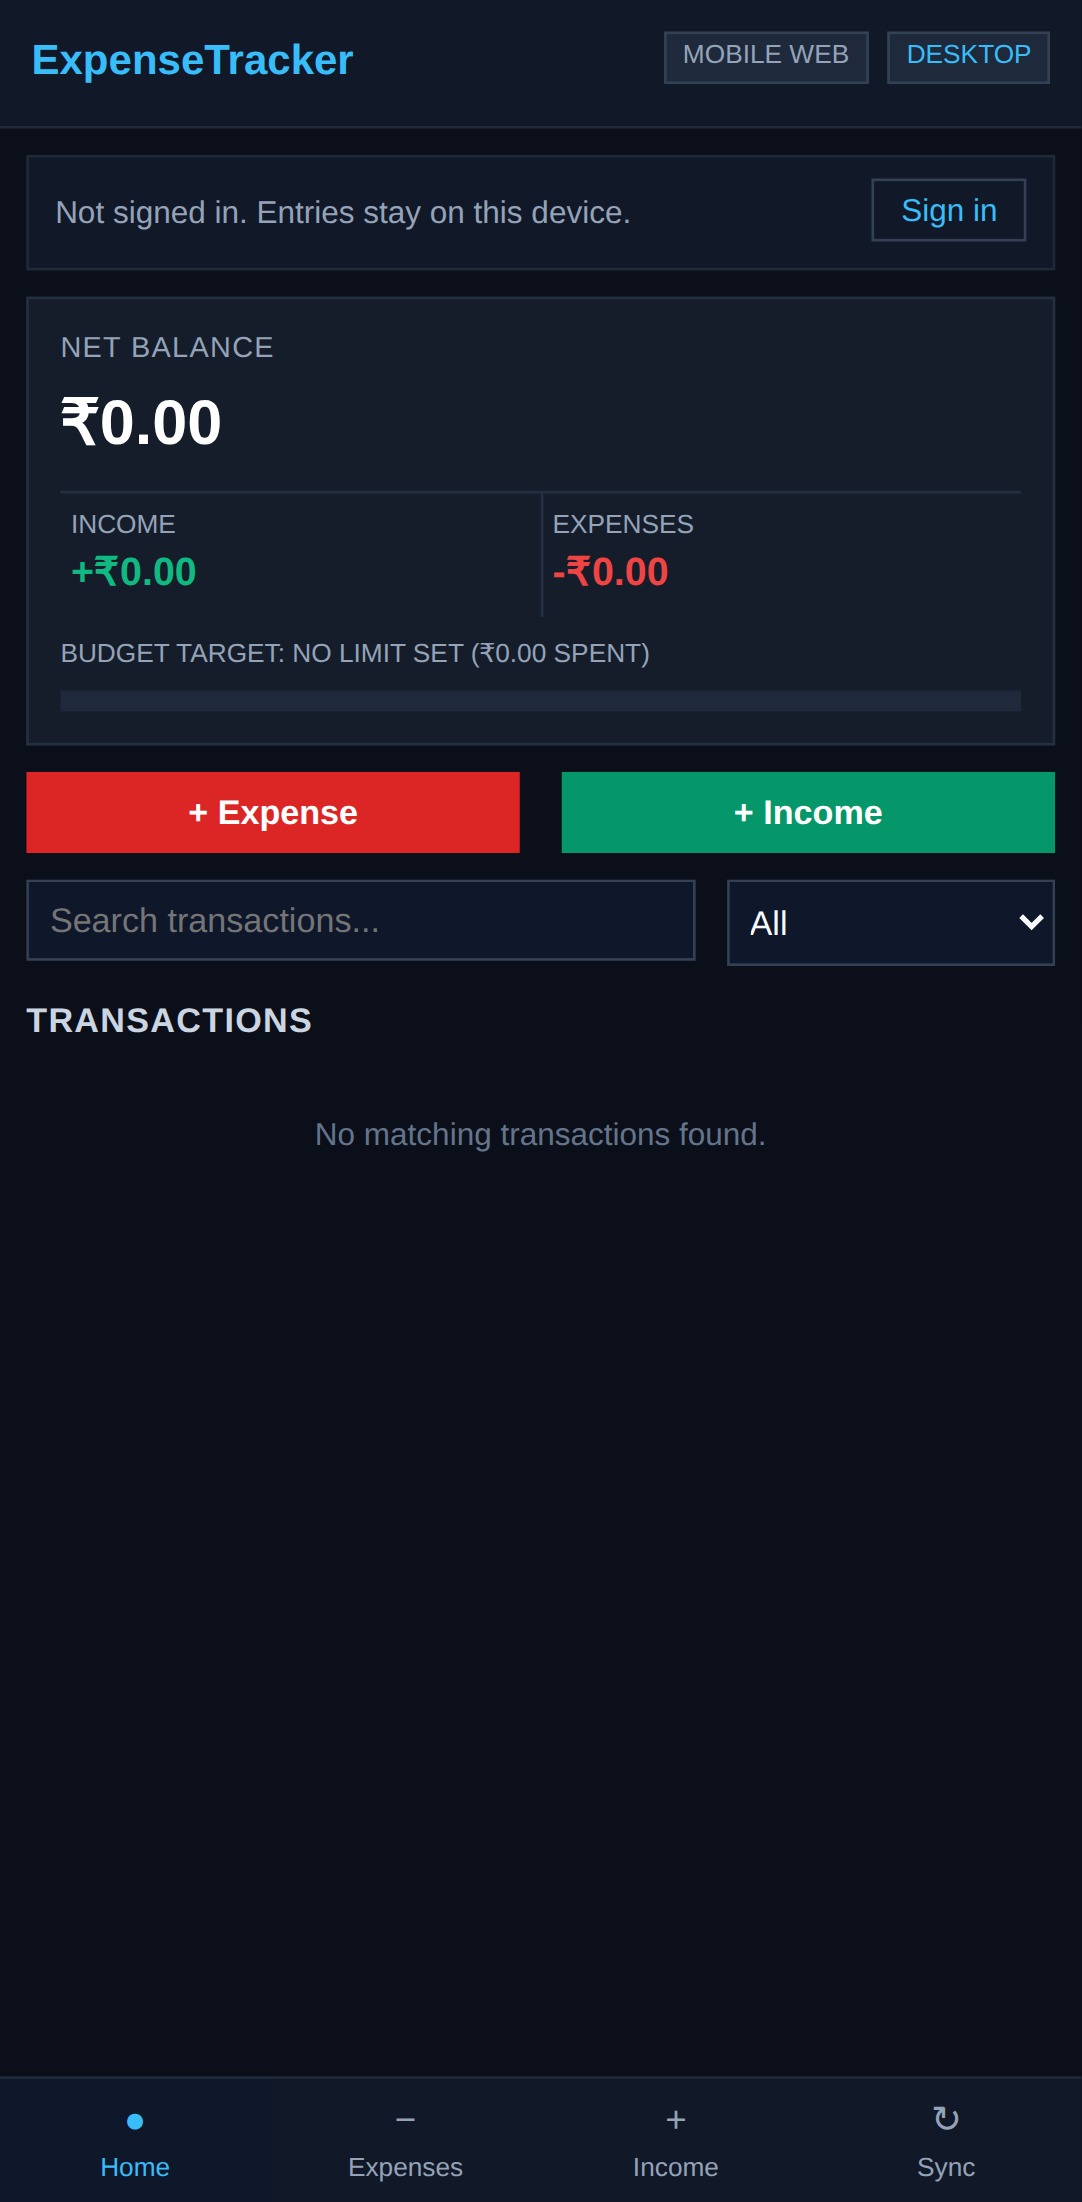 ExpenseTracker
MOBILE WEB
DESKTOP
Not signed in. Entries stay on this device.
Sign in
NET BALANCE
₹0.00
INCOME
EXPENSES
+₹0.00
-₹0.00
BUDGET TARGET: NO LIMIT SET (₹0.00 SPENT)
+ Expense
+ Income
Search transactions...
All
TRANSACTIONS
No matching transactions found.
Home
Expenses
Income
Sync